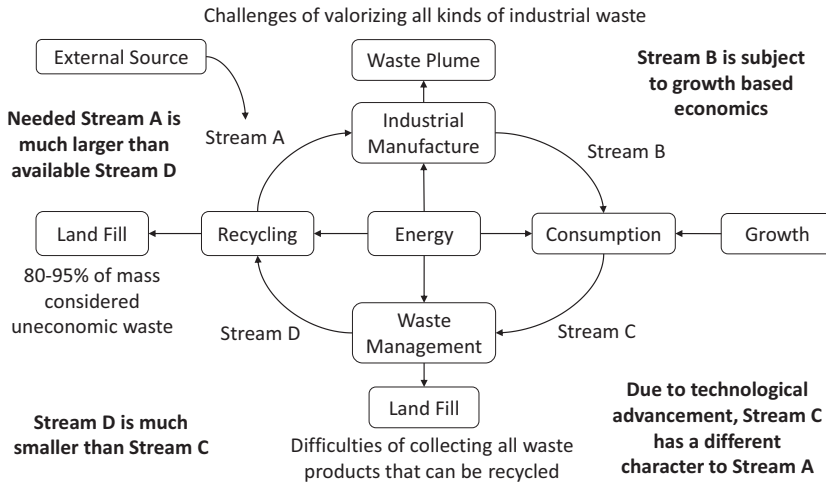 Challenges of valorizing all kinds of industrial waste
External Source
Waste Plume
Stream B is subject
to growth based
economics
Needed Stream A is
much larger than
available Stream D
Stream A
Industrial
Manufacture
Stream B
Land Fill
Recycling
Energy
Consumption
Growth
80-95% of mass
considered
uneconomic waste
Stream D
Waste
Management
Stream C
Land Fill
Stream D is much
smaller than Stream C
Difficulties of collecting all waste
products that can be recycled
Due to technological
advancement, Stream C
has a different
character to Stream A